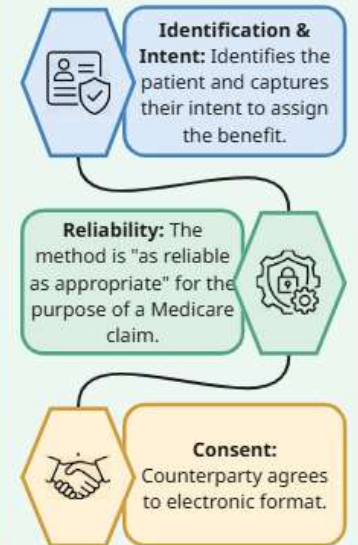 Identification &
Intent: Identifies the
patient and captures
their intent to assign
the benefit.
Reliability: The
method is "as reliable
as appropriate" for the
purpose of a Medicare
claim.
Consent:
Counterparty agrees
to electronic format.